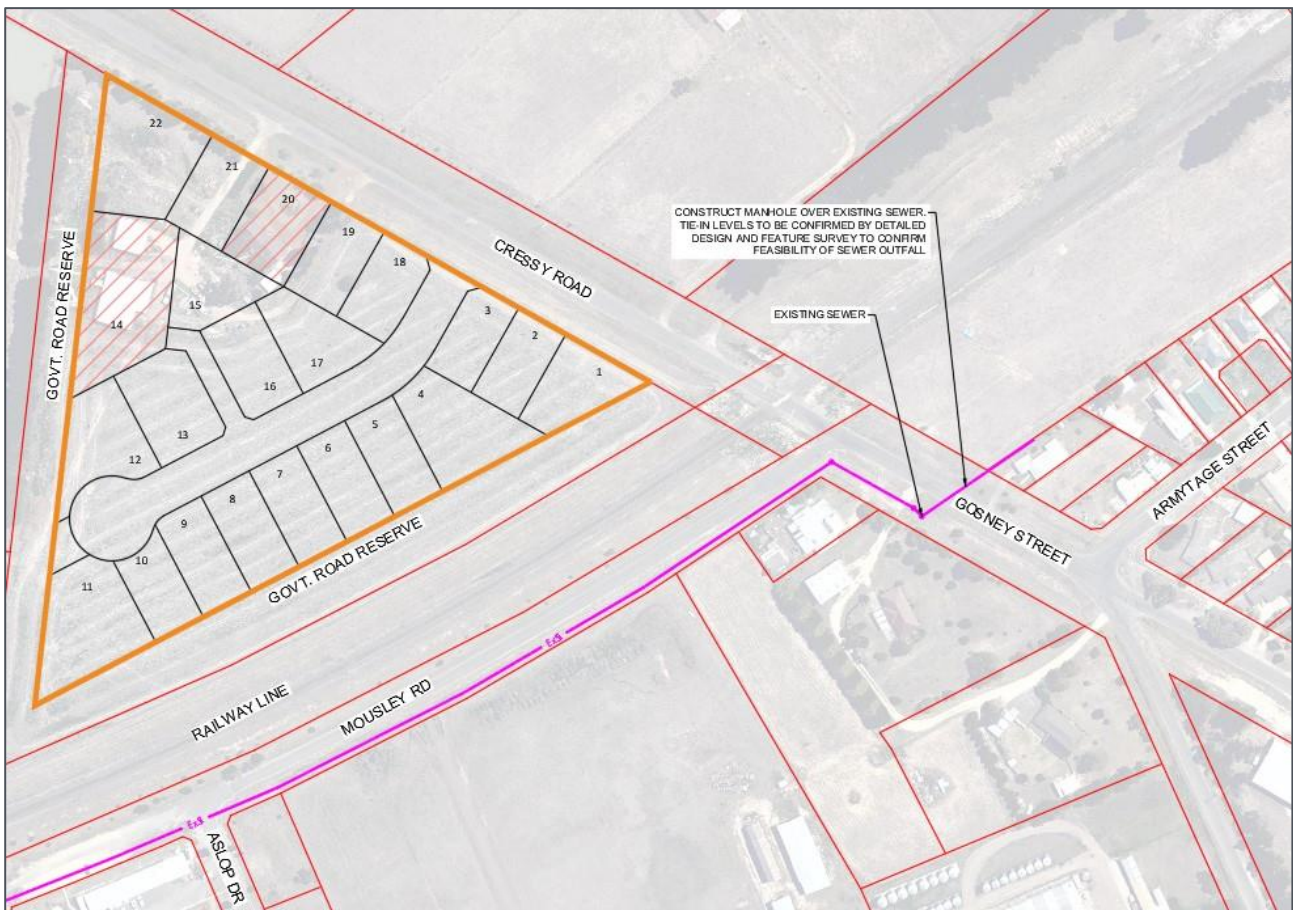 22
21
20
19
18
CRESSY ROAD
CONSTRUCT MANHOLE OVER EXISTING SEWER.
TIE-IN LEVELS TO BE CONFIRMED BY DETAILED
DESIGN AND FEATURE SURVEY TO CONFIRM
FEASIBILITY OF SEWER OUTFALL
EXISTING SEWER
GOVT. ROAD RESERVE
14
15
16
17
3
2
1
4
5
6
7
8
9
10
11
12
13
GOVT. ROAD RESERVE
RAILWAY LINE
MOUSLEY RD
ExS
ExS
ASLOP DR
GOSNEY STREET
ARMYTAGE STREET